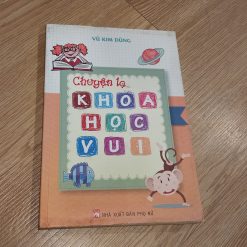 VŨ KIM DŨNG
Chuyện lạ
KHOA
HỌC
VUI
NHÀ XUẤT BẢN PHỤ NỮ